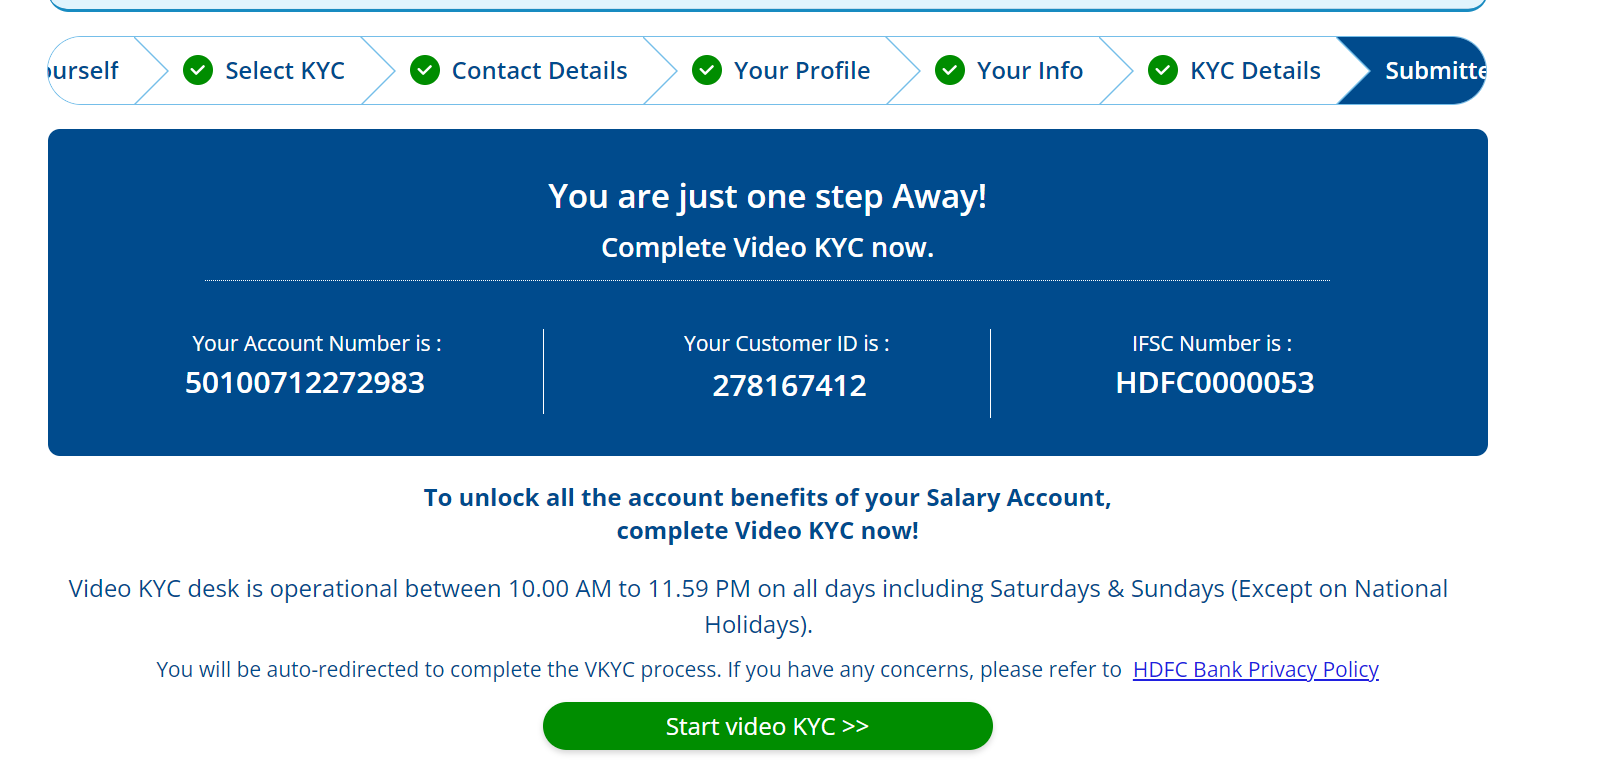 ourself
Select KYC
Contact Details
Your Profile
Your Info
KYC Details
Submitte
You are just one step Away!
Complete Video KYC now.
Your Account Number is :
50100712272983
Your Customer ID is :
278167412
IFSC Number is :
HDFC0000053
To unlock all the account benefits of your Salary Account,
complete Video KYC now!
Video KYC desk is operational between 10.00 AM to 11.59 PM on all days including Saturdays & Sundays (Except on National
Holidays).
You will be auto-redirected to complete the VKYC process. If you have any concerns, please refer to HDFC Bank Privacy Policy
Start video KYC >>